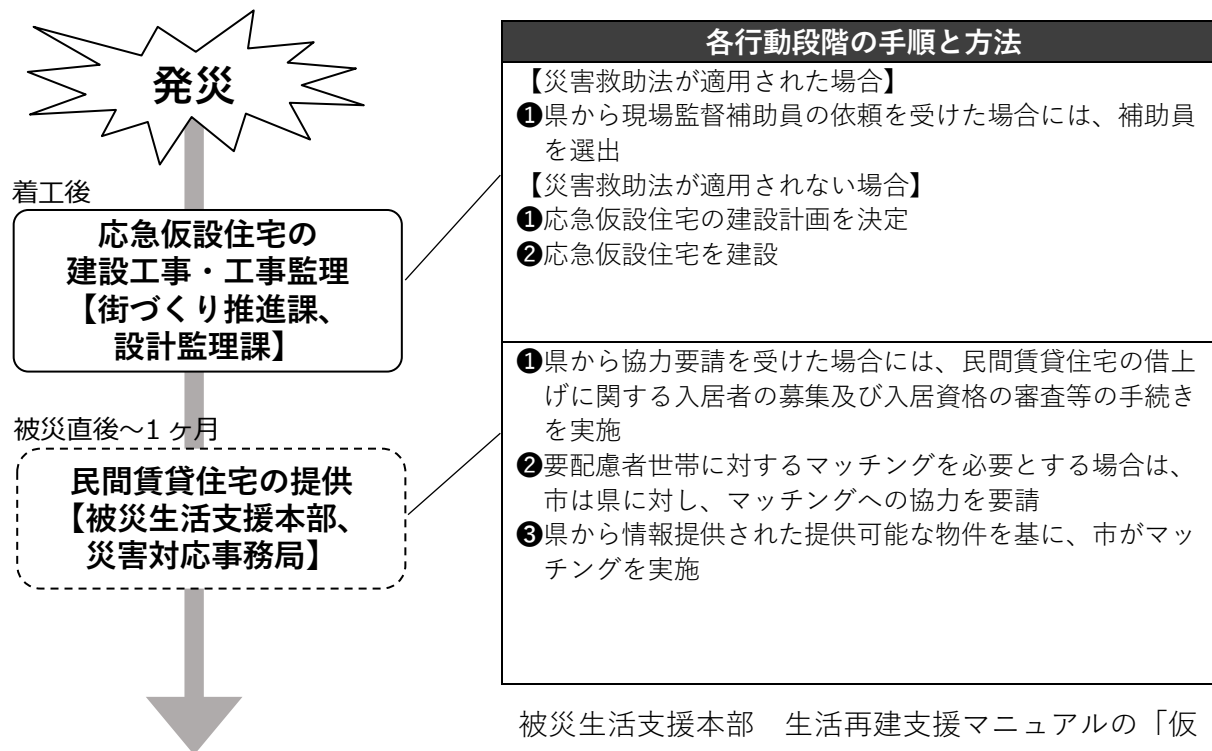 発災
着工後
応急仮設住宅の
建設工事・工事監理
【街づくり推進課、
設計監理課】
被災直後～1ヶ月
民間賃貸住宅の提供
【被災生活支援本部、
災害対応事務局】
各行動段階の手順と方法
【災害救助法が適用された場合】
❶県から現場監督補助員の依頼を受けた場合には、補助員
を選出
【災害救助法が適用されない場合】
❶応急仮設住宅の建設計画を決定
❷応急仮設住宅を建設
❶県から協力要請を受けた場合には、民間賃貸住宅の借上
げに関する入居者の募集及び入居資格の審査等の手続き
を実施
❷要配慮者世帯に対するマッチングを必要とする場合は、
市は県に対し、マッチングへの協力を要請
❸県から情報提供された提供可能な物件を基に、市がマッ
チングを実施
被災生活支援本部　生活再建支援マニュアルの「仮